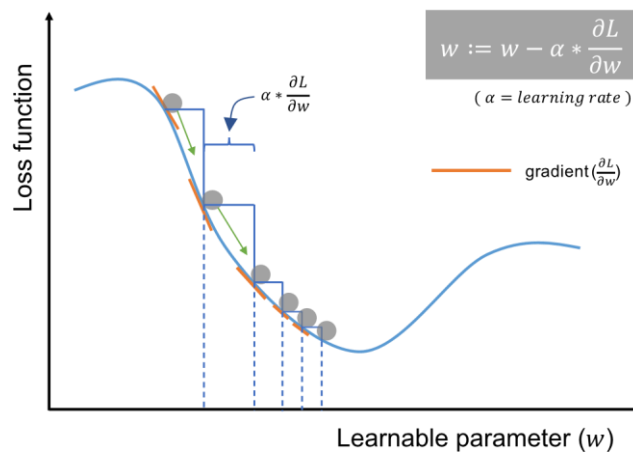 w := w − α * ∂L/∂w
( α = learning rate )
α * ∂L/∂w
gradient(∂L/∂w)
Loss function
Learnable parameter (w)